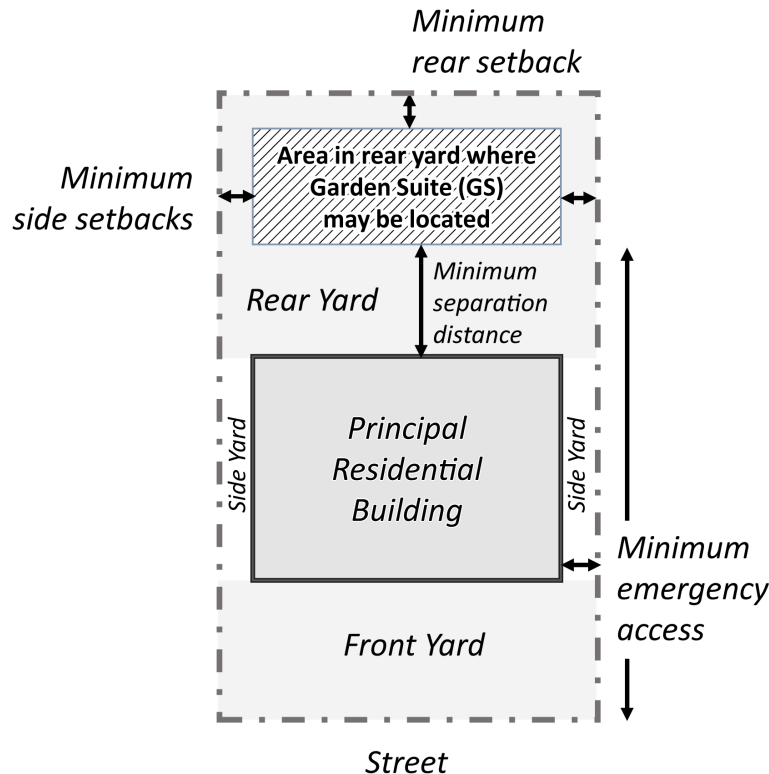 Minimum
rear setback
Area in rear yard where
Garden Suite (GS)
may be located
Minimum
side setbacks
Rear Yard
Minimum
separation
distance
Side Yard
Principal
Residential
Building
Side Yard
Minimum
emergency
access
Front Yard
Street